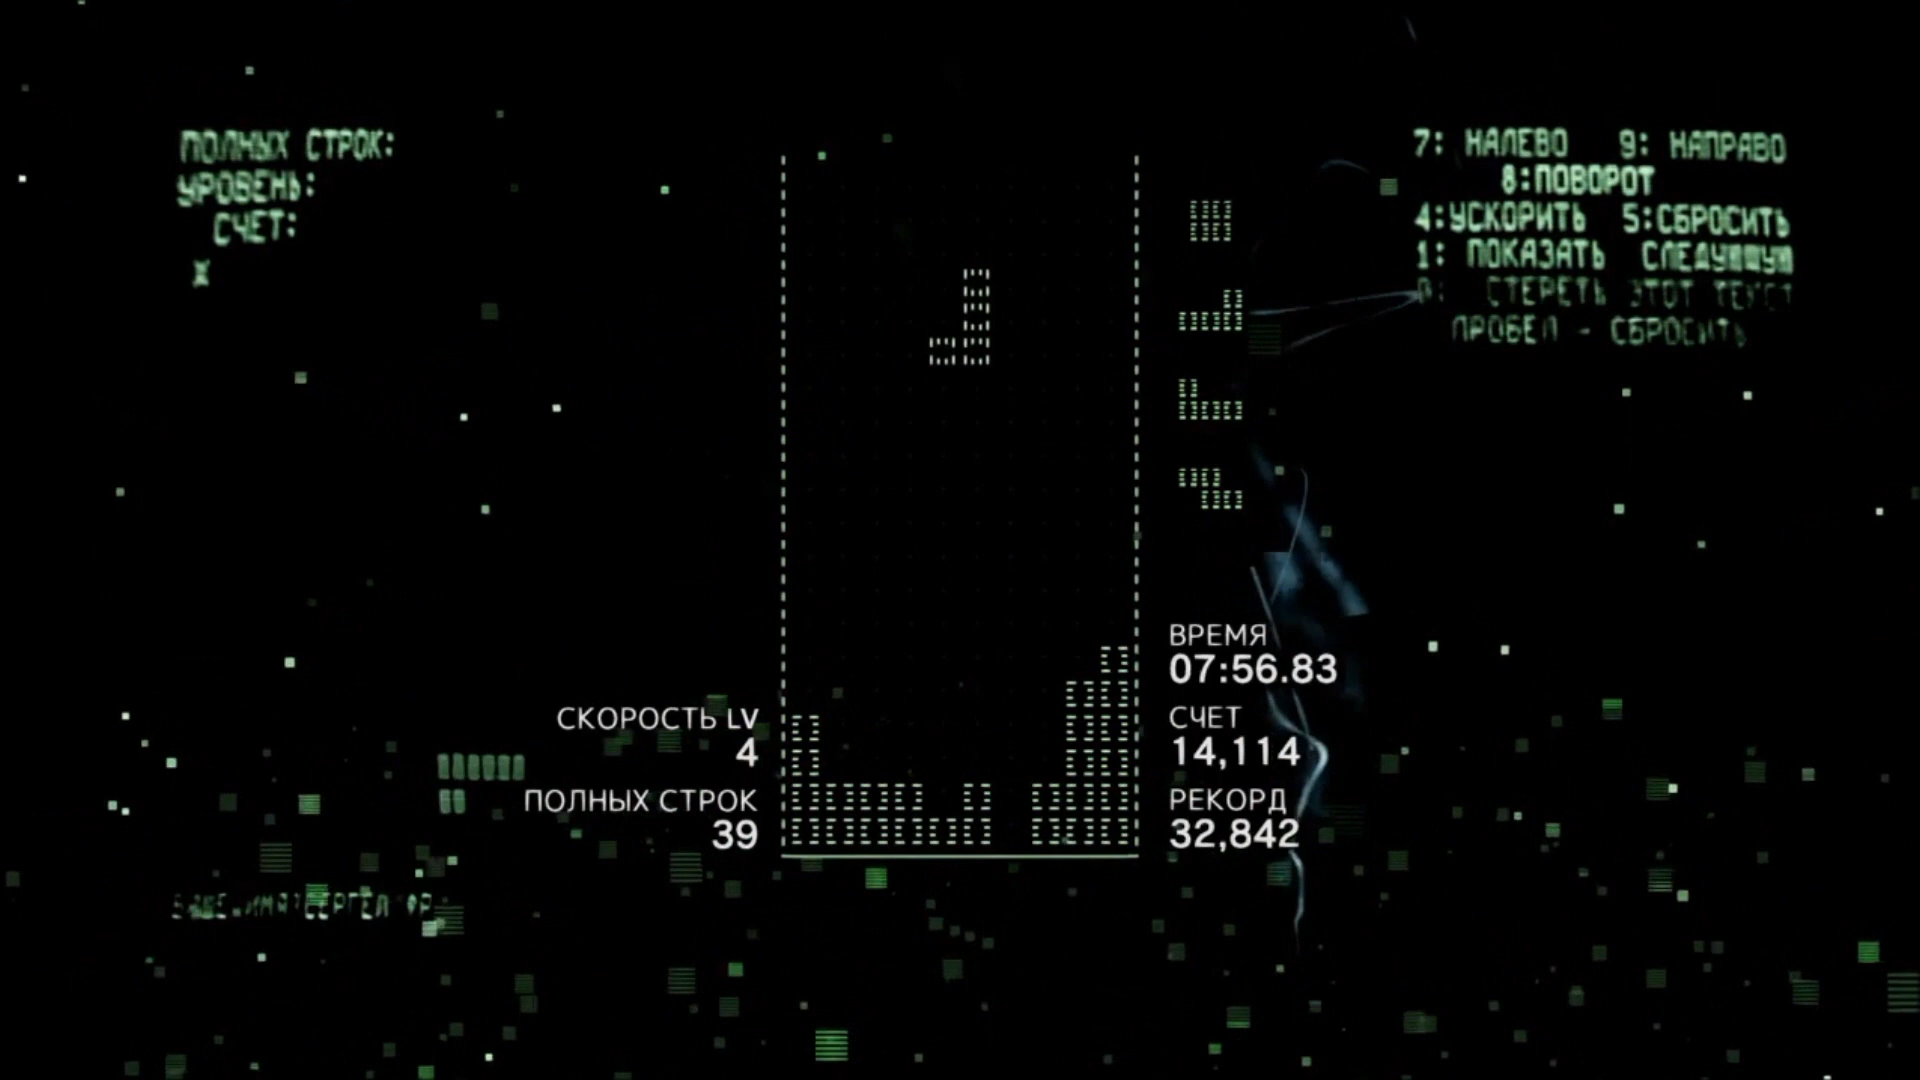 ПОЛНЫХ СТРОК:
УРОВЕНЬ:
СЧЕТ:
7: НАЛЕВО 9: НАПРАВО
8:ПОВОРОТ
4:УСКОРИТЬ 5:СБРОСИТЬ
1: ПОКАЗАТЬ СЛЕДУЮЩУЮ
0: СТЕРЕТЬ ЭТОТ ТЕКСТ
ПРОБЕЛ - СБРОСИТЬ
СКОРОСТЬ LV
4
ПОЛНЫХ СТРОК
39
ВРЕМЯ
07:56.83
СЧЕТ
14,114
РЕКОРД
32,842